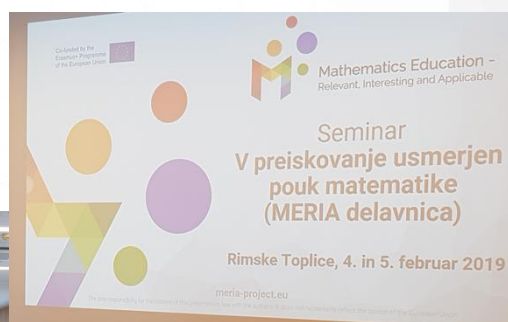 Co-funded by the
Erasmus+ Programme
of the European Union
Mathematics Education -
Relevant, Interesting and Applicable
Seminar
V preiskovanje usmerjen
pouk matematike
(MERIA delavnica)
Rimske Toplice, 4. in 5. februar 2019
meria-project.eu